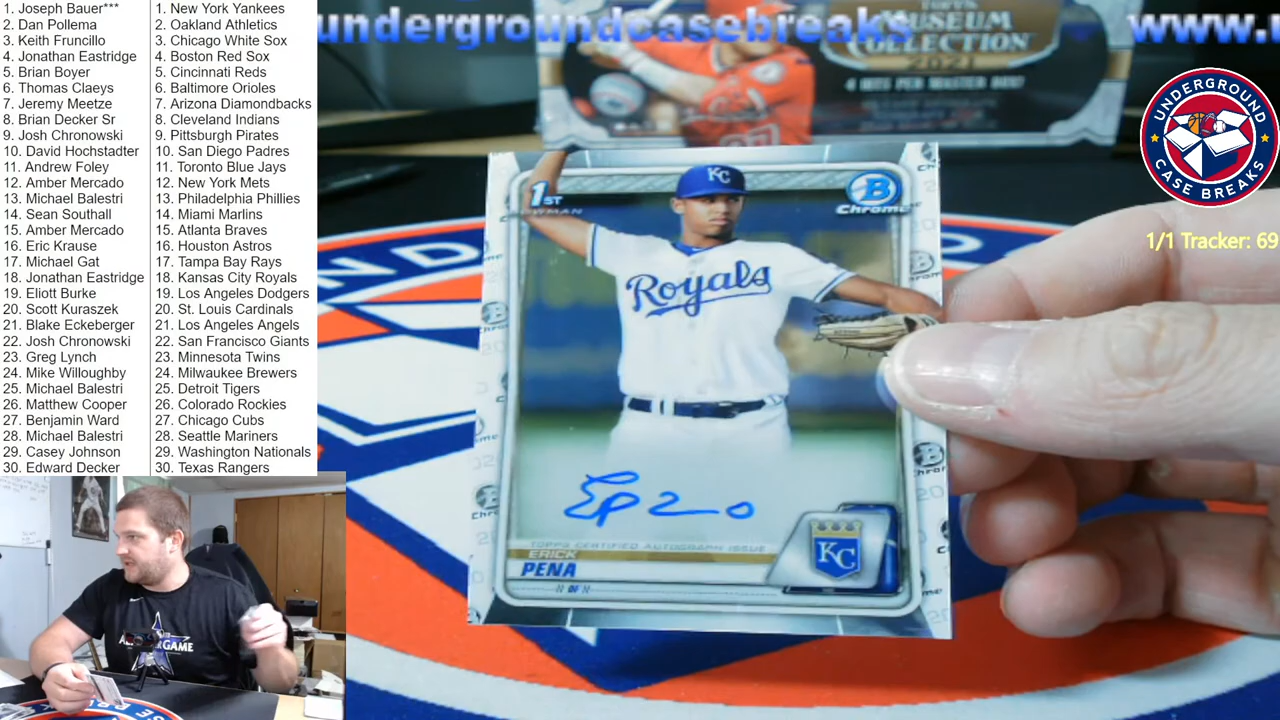 1. Joseph Bauer***
2. Dan Pollema
3. Keith Fruncillo
4. Jonathan Eastridge
5. Brian Boyer
6. Thomas Claeys
7. Jeremy Meetze
8. Brian Decker Sr
9. Josh Chronowski
10. David Hochstadter
11. Andrew Foley
12. Amber Mercado
13. Michael Balestri
14. Sean Southall
15. Amber Mercado
16. Eric Krause
17. Michael Gat
18. Jonathan Eastridge
19. Eliott Burke
20. Scott Kuraszek
21. Blake Eckeberger
22. Josh Chronowski
23. Greg Lynch
24. Mike Willoughby
25. Michael Balestri
26. Matthew Cooper
27. Benjamin Ward
28. Michael Balestri
29. Casey Johnson
30. Edward Decker
1. New York Yankees
2. Oakland Athletics
3. Chicago White Sox
4. Boston Red Sox
5. Cincinnati Reds
6. Baltimore Orioles
7. Arizona Diamondbacks
8. Cleveland Indians
9. Pittsburgh Pirates
10. San Diego Padres
11. Toronto Blue Jays
12. New York Mets
13. Philadelphia Phillies
14. Miami Marlins
15. Atlanta Braves
16. Houston Astros
17. Tampa Bay Rays
18. Kansas City Royals
19. Los Angeles Dodgers
20. St. Louis Cardinals
21. Los Angeles Angels
22. San Francisco Giants
23. Minnesota Twins
24. Milwaukee Brewers
25. Detroit Tigers
26. Colorado Rockies
27. Chicago Cubs
28. Seattle Mariners
29. Washington Nationals
30. Texas Rangers
undergroundcasebreaks
www.
TOPPS
MUSEUM
COLLECTION
2021
4 HITS PER MASTER BOX!
UNDERGROUND
CASE BREAKS
1/1 Tracker: 69
1ST
BOWMAN
KC
B
Chrome
Royals
TOPPS CERTIFIED AUTOGRAPH ISSUE
ERICK
PENA
KC